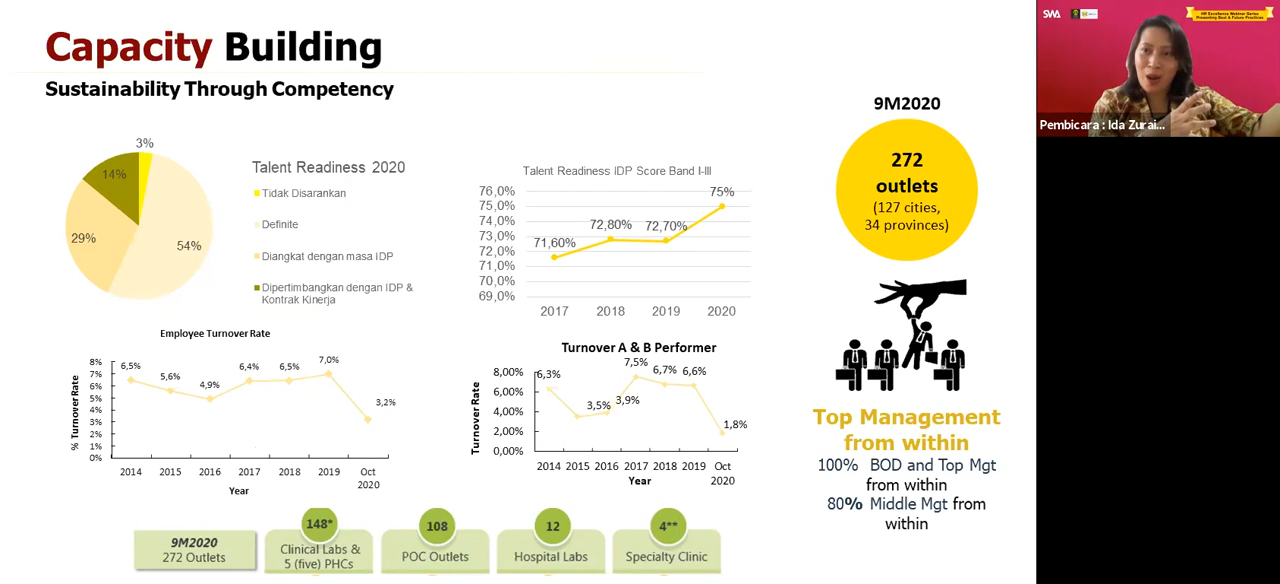 Capacity Building
Sustainability Through Competency
3%
14%
29%
54%
Talent Readiness 2020
Tidak Disarankan
Definite
Diangkat dengan masa IDP
Dipertimbangkan dengan IDP &
Kontrak Kinerja
Talent Readiness IDP Score Band I-III
76,0%
75,0%
74,0%
73,0%
72,0%
71,0%
70,0%
69,0%
71,60%
72,80%
72,70%
75%
2017 2018 2019 2020
Employee Turnover Rate
% Turnover Rate
8%
7%
6%
5%
4%
3%
2%
1%
0%
6,5%
5,6%
4,9%
6,4%
6,5%
7,0%
3,2%
2014 2015 2016 2017 2018 2019 Oct
2020
Year
Turnover A & B Performer
Turnover Rate
8,00%
6,00%
4,00%
2,00%
0,00%
6,3%
3,5%
3,9%
7,5%
6,7%
6,6%
1,8%
2014 2015 2016 2017 2018 2019 Oct
2020
Year
9M2020
272 Outlets
148*
Clinical Labs &
5 (five) PHCs
108
POC Outlets
12
Hospital Labs
4**
Specialty Clinic
9M2020
272
outlets
(127 cities,
34 provinces)
Top Management
from within
100% BOD and Top Mgt
from within
80% Middle Mgt from
within
SWA
HR Excellence Webinar Series
Presenting Best & Future Practices
Pembicara : Ida Zurai...